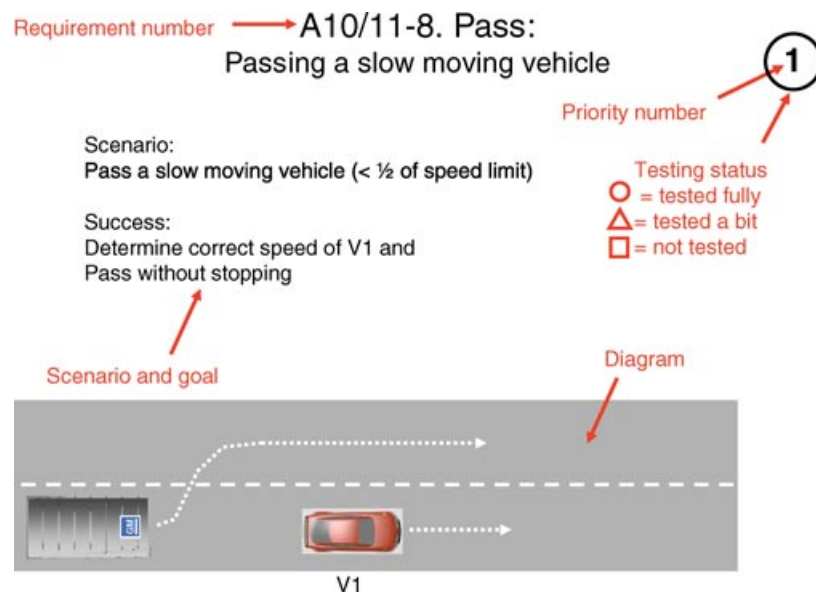 Requirement number
A10/11-8. Pass:
Passing a slow moving vehicle
1
Priority number
Scenario:
Pass a slow moving vehicle (< ½ of speed limit)
Testing status
= tested fully
= tested a bit
= not tested
Success:
Determine correct speed of V1 and
Pass without stopping
Scenario and goal
Diagram
GM
V1